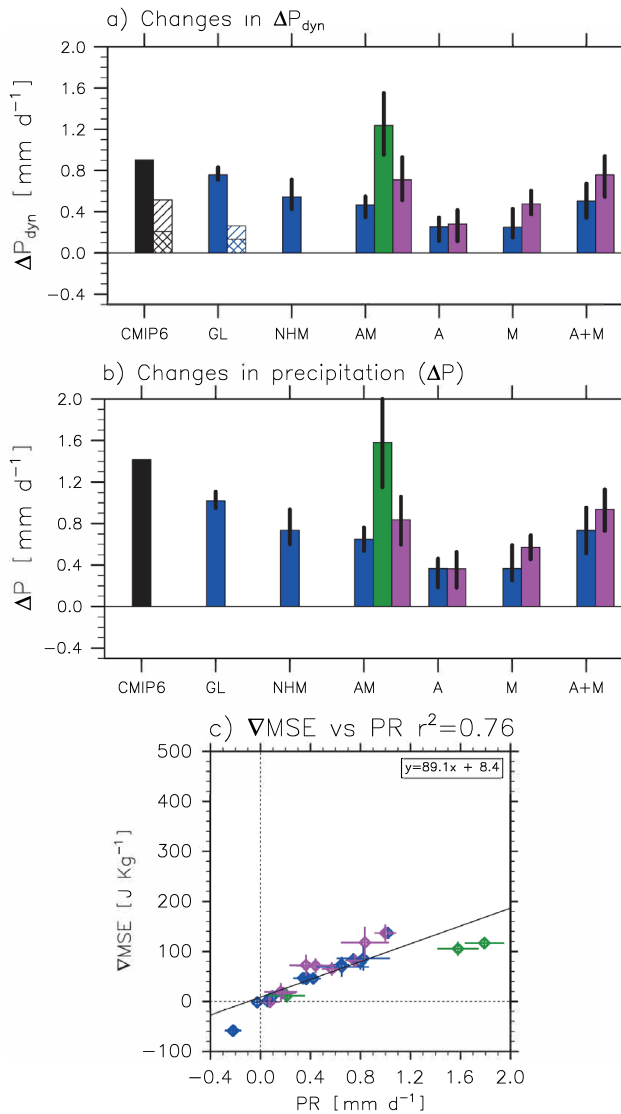 a) Changes in ΔP_dyn
ΔP_dyn [mm d⁻¹]
2.0
1.6
1.2
0.8
0.4
0.0
−0.4
CMIP6 GL NHM AM A M A+M
b) Changes in precipitation (ΔP)
ΔP [mm d⁻¹]
2.0
1.6
1.2
0.8
0.4
0.0
−0.4
CMIP6 GL NHM AM A M A+M
c) ∇MSE vs PR r²=0.76
y=89.1x + 8.4
∇MSE [J Kg⁻¹]
500
400
300
200
100
0
−100
−0.4 0.0 0.4 0.8 1.2 1.6 2.0
PR [mm d⁻¹]